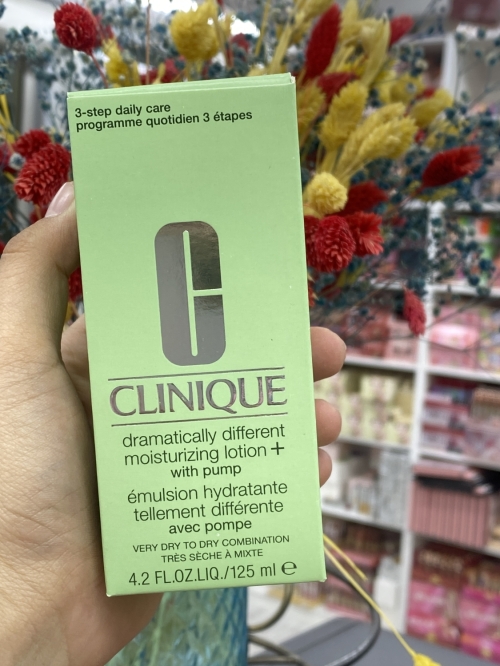 3-step daily care
programme quotidien 3 étapes
C
CLINIQUE
dramatically different
moisturizing lotion +
with pump
émulsion hydratante
tellement différente
avec pompe
VERY DRY TO DRY COMBINATION
TRÈS SÈCHE À MIXTE
4.2 FL.OZ.LIQ./125 ml ℮